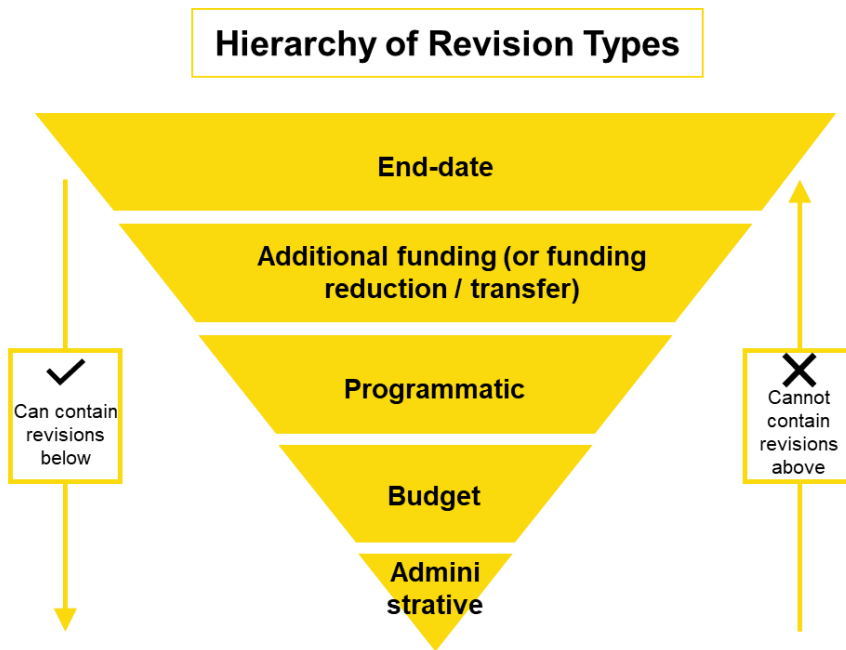 Hierarchy of Revision Types
End-date
Additional funding (or funding
reduction / transfer)
Programmatic
Budget
Admini
strative
Can contain
revisions
below
Cannot
contain
revisions
above